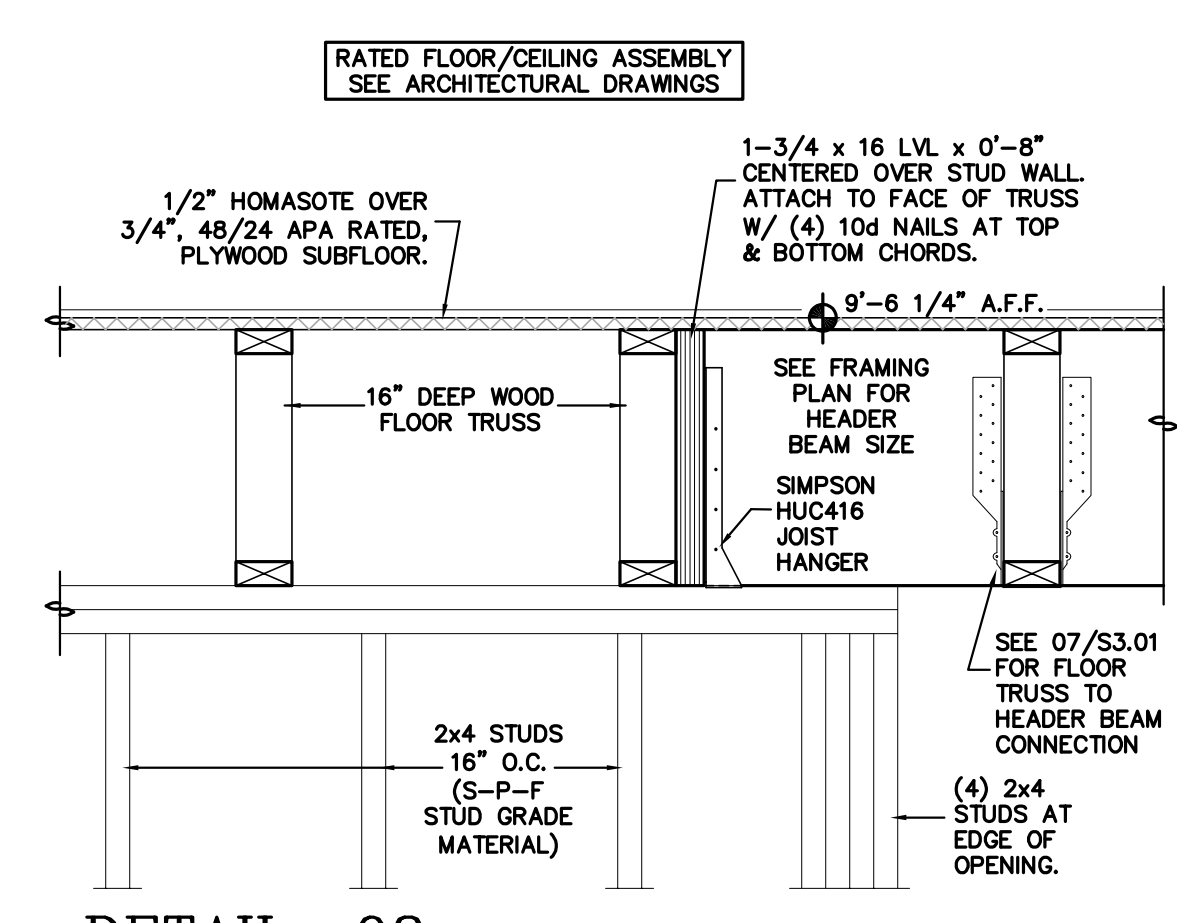 RATED FLOOR/CEILING ASSEMBLY
SEE ARCHITECTURAL DRAWINGS
1-3/4 x 16 LVL x 0'-8"
CENTERED OVER STUD WALL.
ATTACH TO FACE OF TRUSS
W/ (4) 10d NAILS AT TOP
& BOTTOM CHORDS.
1/2" HOMASOTE OVER
3/4", 48/24 APA RATED,
PLYWOOD SUBFLOOR.
9'-6 1/4" A.F.F.
16" DEEP WOOD
FLOOR TRUSS
SEE FRAMING
PLAN FOR
HEADER
BEAM SIZE
SIMPSON
HUC416
JOIST
HANGER
SEE 07/S3.01
FOR FLOOR
TRUSS TO
HEADER BEAM
CONNECTION
2x4 STUDS
16" O.C.
(S-P-F
STUD GRADE
MATERIAL)
(4) 2x4
STUDS AT
EDGE OF
OPENING.